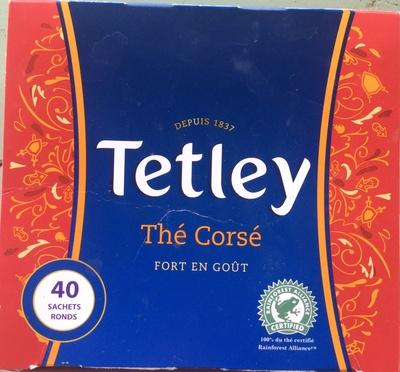 DEPUIS 1837
Tetley
Thé Corsé
FORT EN GOÛT
40
SACHETS
RONDS
RAINFOREST ALLIANCE
CERTIFIED
100% du thé certifié
Rainforest Alliance™